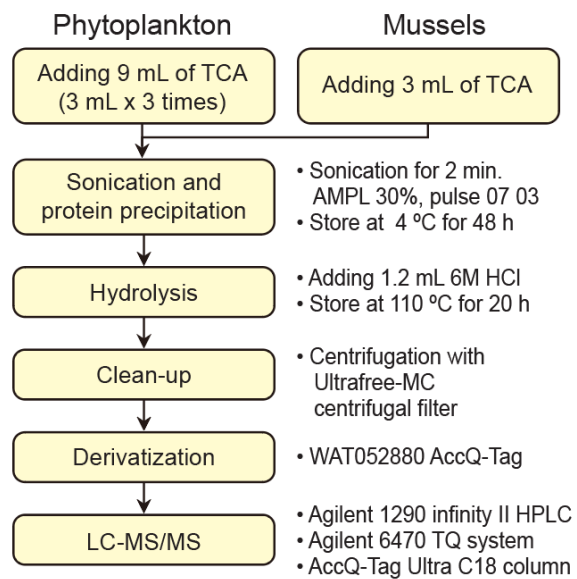 Phytoplankton
Mussels
Adding 9 mL of TCA
(3 mL x 3 times)
Adding 3 mL of TCA
Sonication and
protein precipitation
• Sonication for 2 min.
AMPL 30%, pulse 07 03
• Store at 4 ºC for 48 h
Hydrolysis
• Adding 1.2 mL 6M HCl
• Store at 110 ºC for 20 h
Clean-up
• Centrifugation with
Ultrafree-MC
centrifugal filter
Derivatization
• WAT052880 AccQ-Tag
LC-MS/MS
• Agilent 1290 infinity II HPLC
• Agilent 6470 TQ system
• AccQ-Tag Ultra C18 column